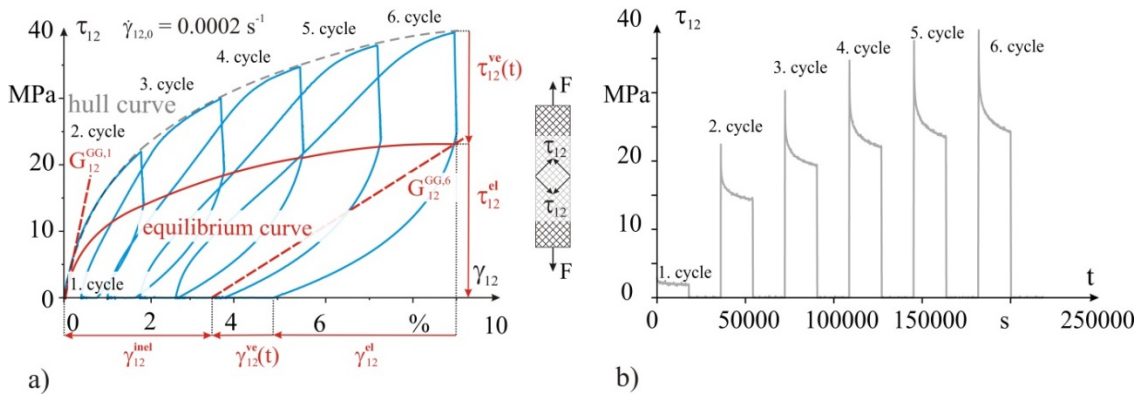 τ12 γ̇12,0 = 0.0002 s-1
40
MPa
20
10
0
hull curve
1. cycle
2. cycle
3. cycle
4. cycle
5. cycle
6. cycle
G12GG,1
G12GG,6
equilibrium curve
τ12ve(t)
τ12el
γ12
0 2 4 6 % 10
γ12inel γ12ve(t) γ12el
a)
F
τ12
τ12
F
τ12
40
MPa
20
10
0
1. cycle
2. cycle
3. cycle
4. cycle
5. cycle
6. cycle
t
0 50000 100000 150000 s 250000
b)